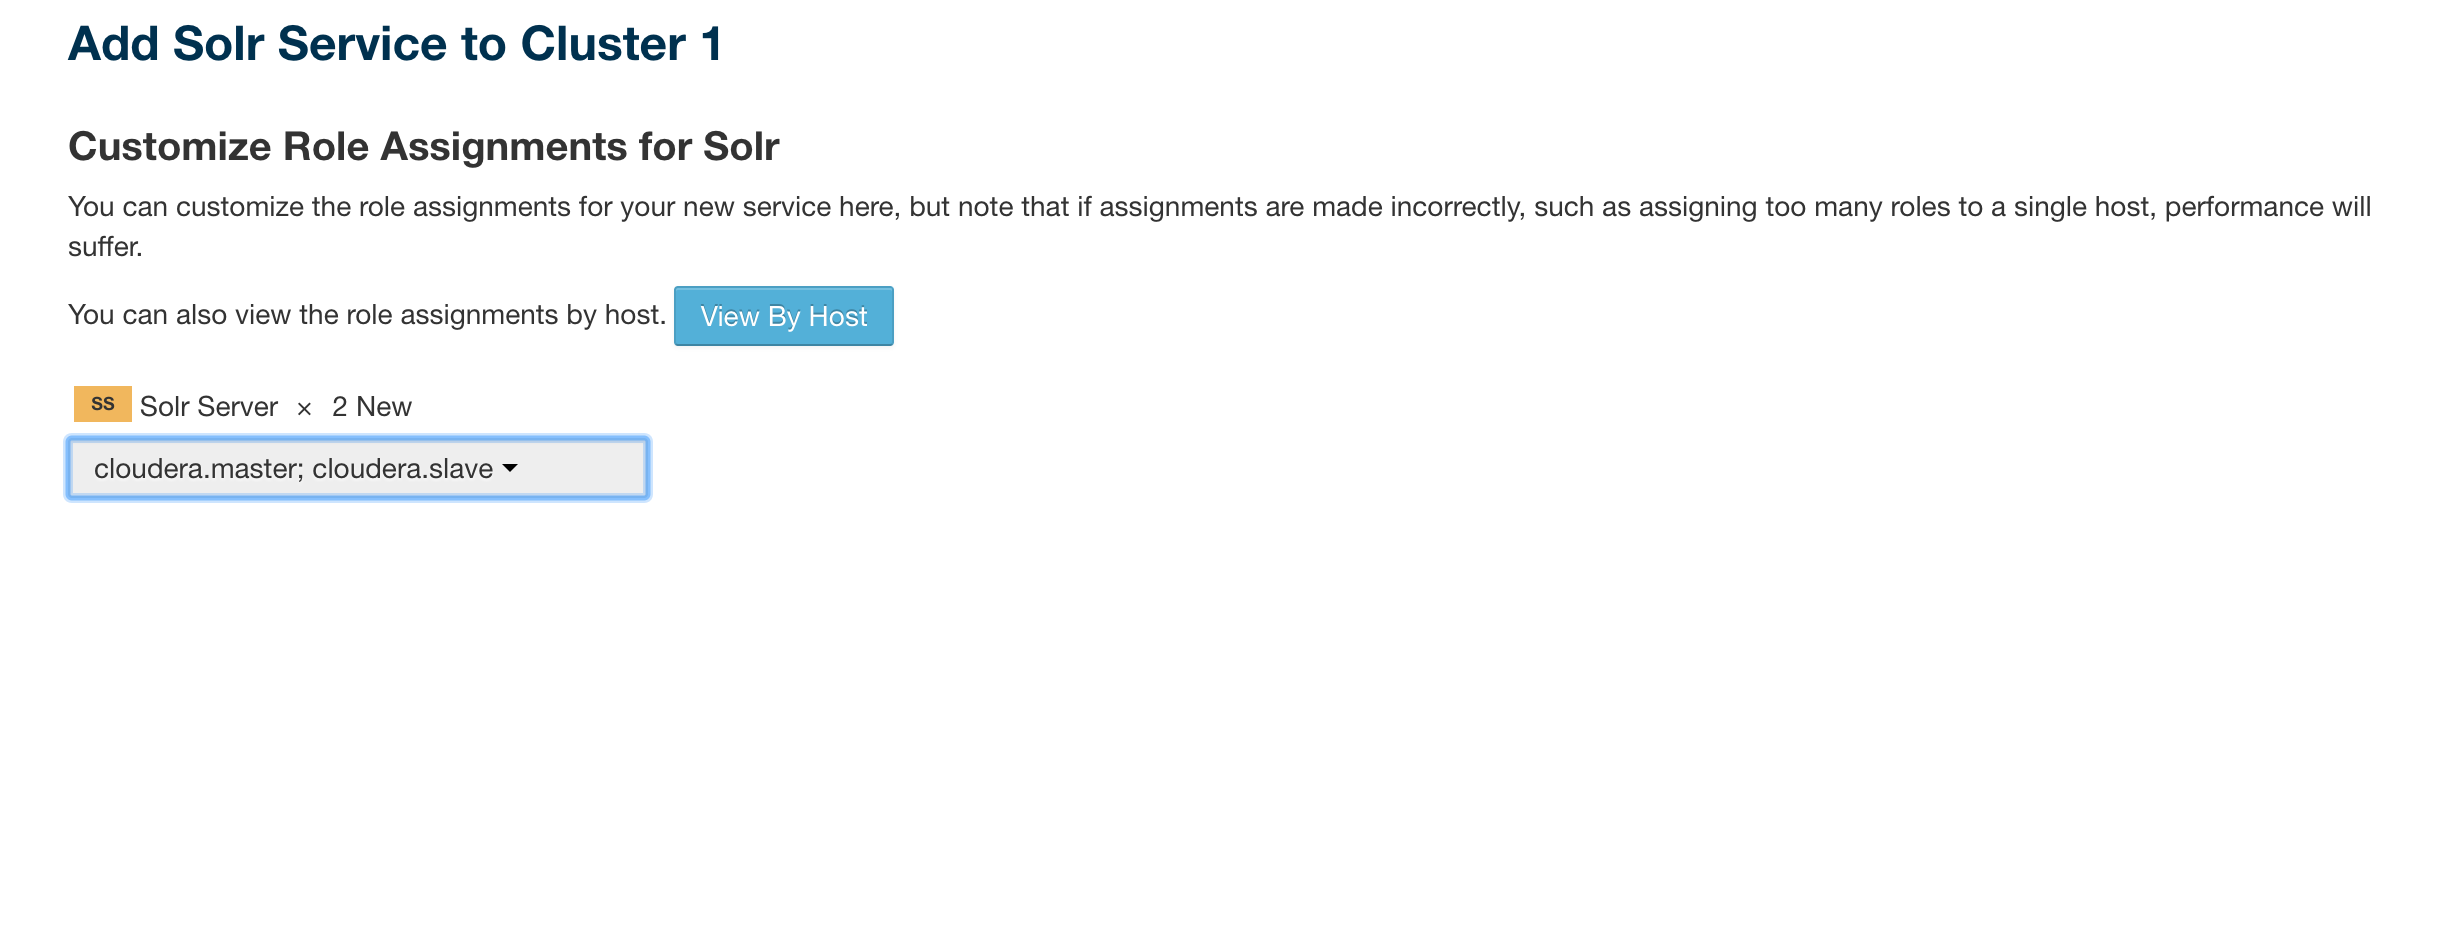 Add Solr Service to Cluster 1
Customize Role Assignments for Solr
You can customize the role assignments for your new service here, but note that if assignments are made incorrectly, such as assigning too many roles to a single host, performance will
suffer.
You can also view the role assignments by host. View By Host
SS Solr Server × 2 New
cloudera.master; cloudera.slave